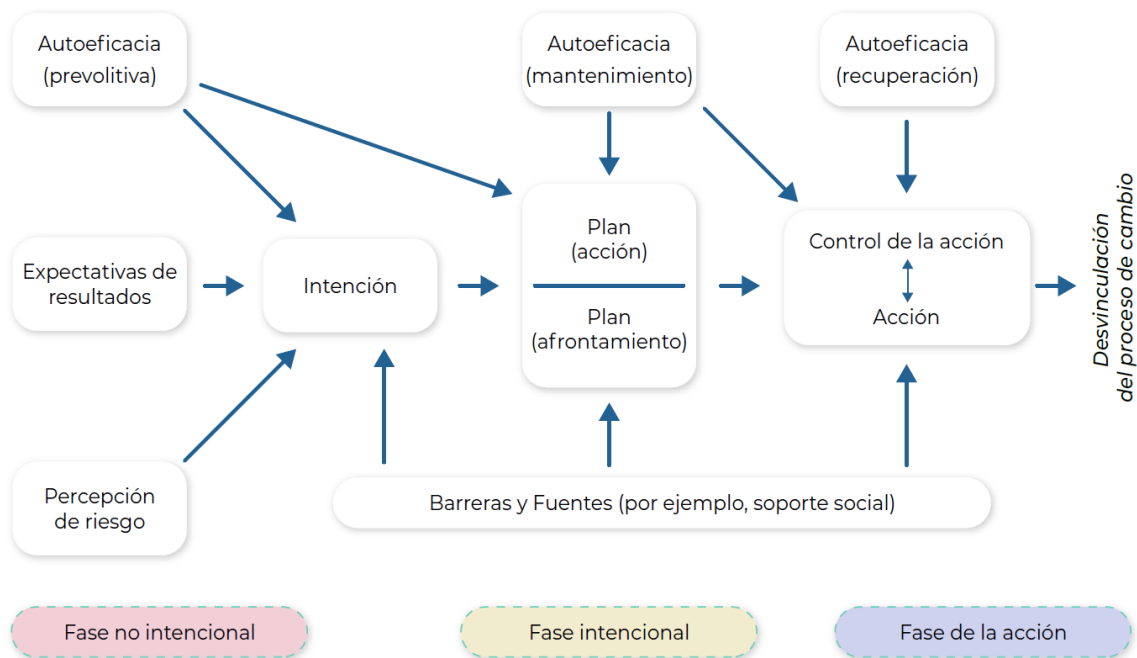 Autoeficacia
(prevolitiva)
Autoeficacia
(mantenimiento)
Autoeficacia
(recuperación)
Expectativas de
resultados
Intención
Plan
(acción)
Plan
(afrontamiento)
Control de la acción
Acción
Desvinculación
del proceso de cambio
Percepción
de riesgo
Barreras y Fuentes (por ejemplo, soporte social)
Fase no intencional
Fase intencional
Fase de la acción